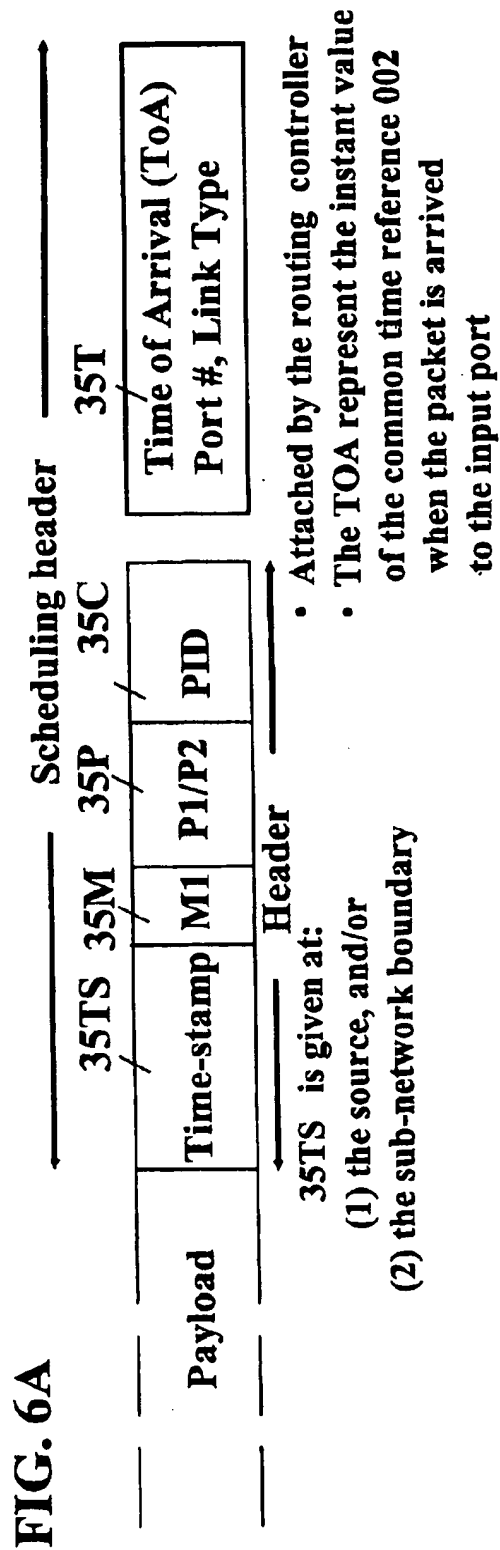 FIG. 6A
Scheduling header
35TS
35M
35P
35C
35T
Payload
Time-stamp
M1
P1/P2
PID
Time of Arrival (ToA)
Port #, Link Type
Header
35TS is given at:
(1) the source, and/or
(2) the sub-network boundary
• Attached by the routing controller
• The TOA represent the instant value
of the common time reference 002
when the packet is arrived
to the input port